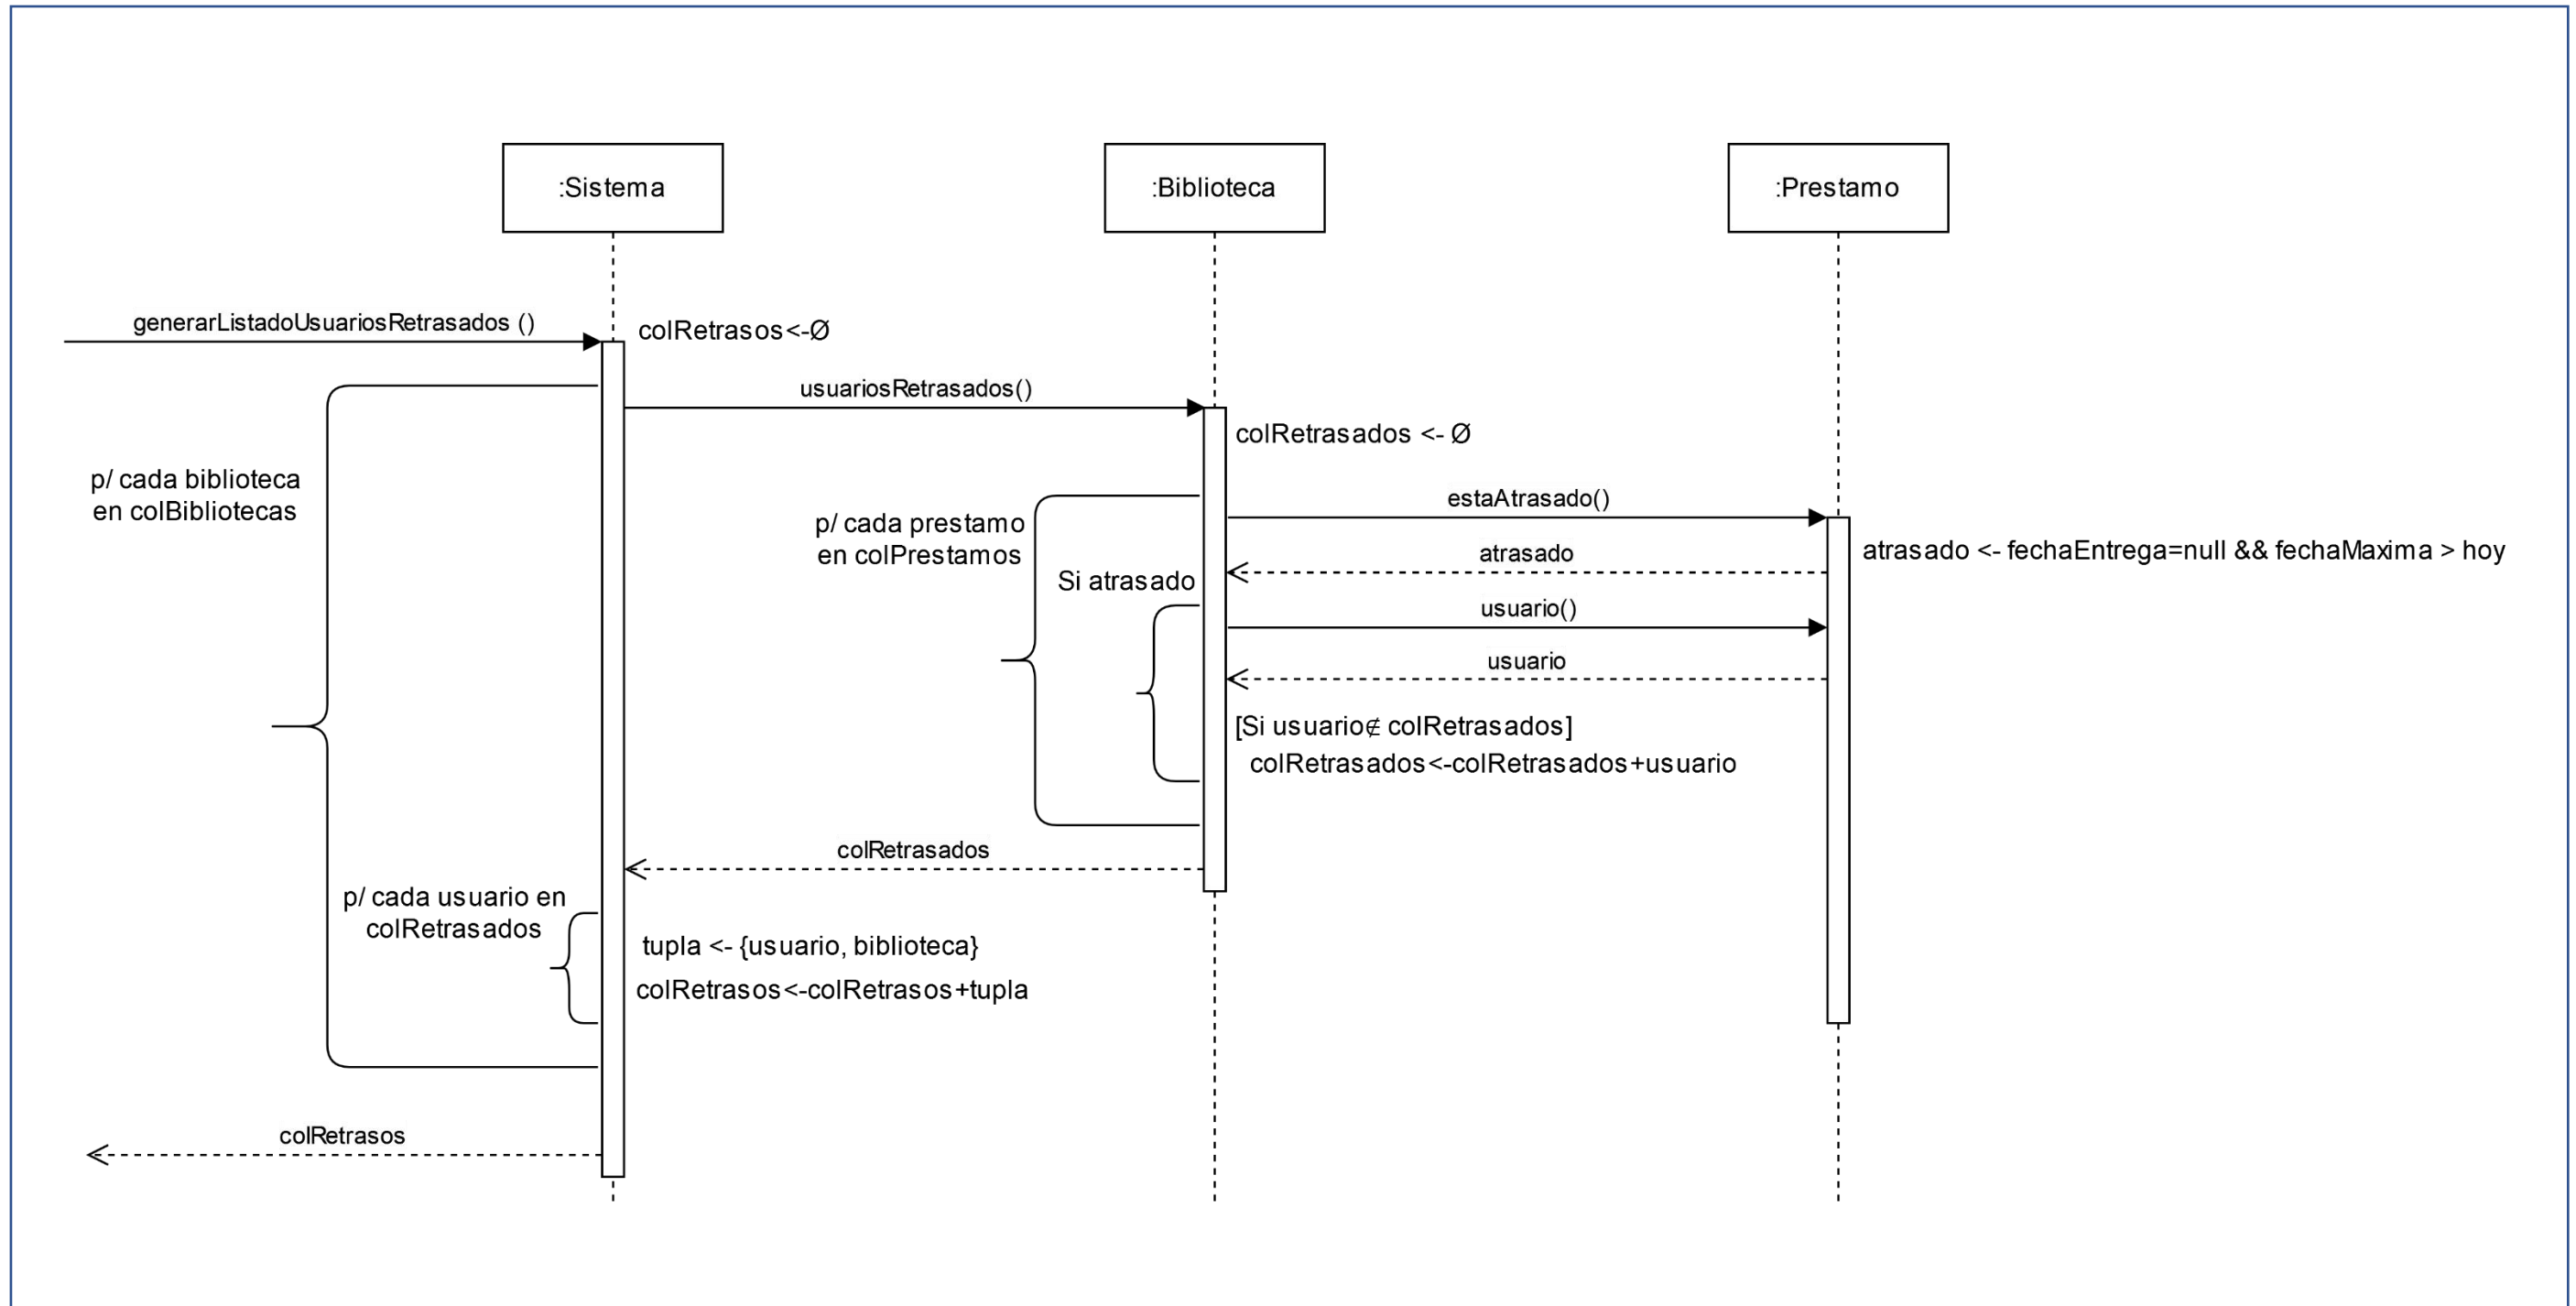 :Sistema
:Biblioteca
:Prestamo
generarListadoUsuariosRetrasados ()
colRetrasos<-Ø
usuariosRetrasados()
colRetrasados <- Ø
p/ cada biblioteca
en colBibliotecas
p/ cada prestamo
en colPrestamos
estaAtrasado()
atrasado <- fechaEntrega=null && fechaMaxima > hoy
atrasado
Si atrasado
usuario()
usuario
[Si usuario∉ colRetrasados]
colRetrasados<-colRetrasados+usuario
colRetrasados
p/ cada usuario en
colRetrasados
tupla <- {usuario, biblioteca}
colRetrasos<-colRetrasos+tupla
colRetrasos